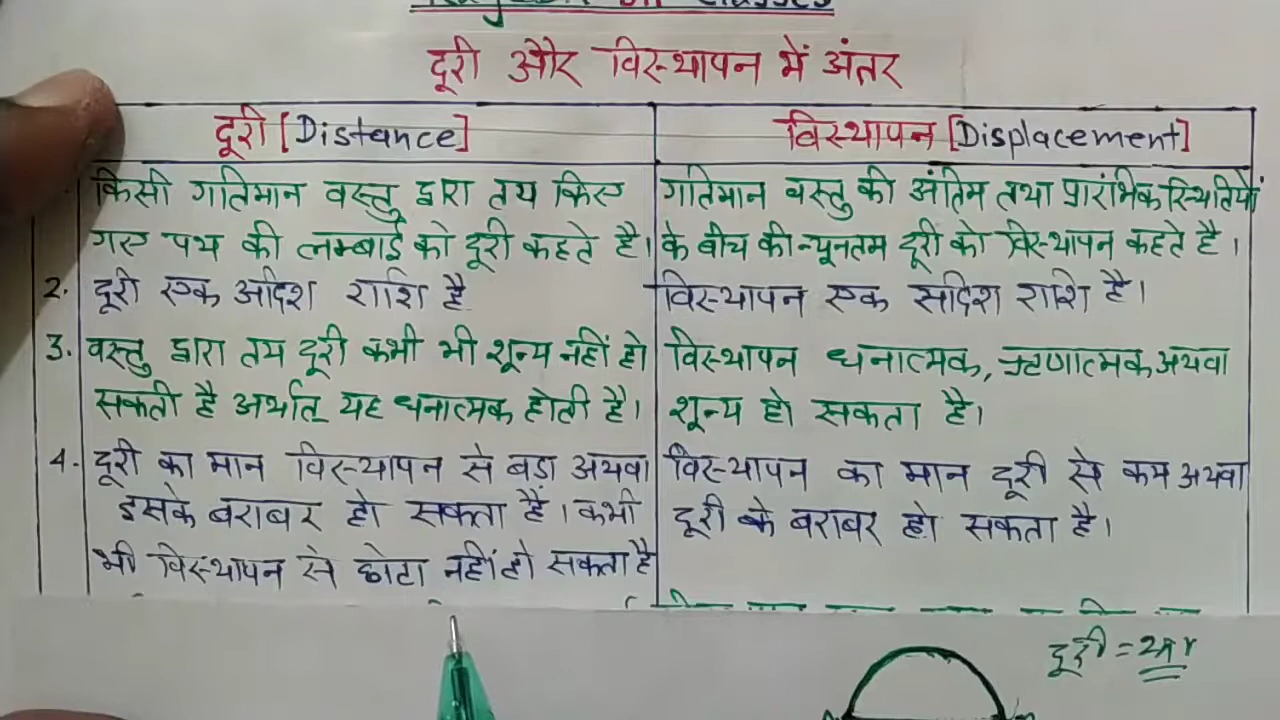 दूरी और विस्थापन में अंतर
दूरी [Distance]
विस्थापन [Displacement]
किसी गतिमान वस्तु द्वारा तय किए
गए पथ की लम्बाई को दूरी कहते है।
गतिमान वस्तु की अंतिम तथा प्रारंभिक स्थितियों
के बीच की न्यूनतम दूरी को विस्थापन कहते है।
2. दूरी एक अदिश राशि है
विस्थापन एक सदिश राशि है।
3. वस्तु द्वारा तय दूरी कभी भी शून्य नहीं हो
सकती है अर्थात् यह धनात्मक होती है।
विस्थापन धनात्मक, ऋणात्मक अथवा
शून्य हो सकता है।
4. दूरी का मान विस्थापन से बड़ा अथवा
इसके बराबर हो सकता है। कभी
भी विस्थापन से छोटा नहीं हो सकता है
विस्थापन का मान दूरी से कम अथवा
दूरी के बराबर हो सकता है।
दूरी = 2πr